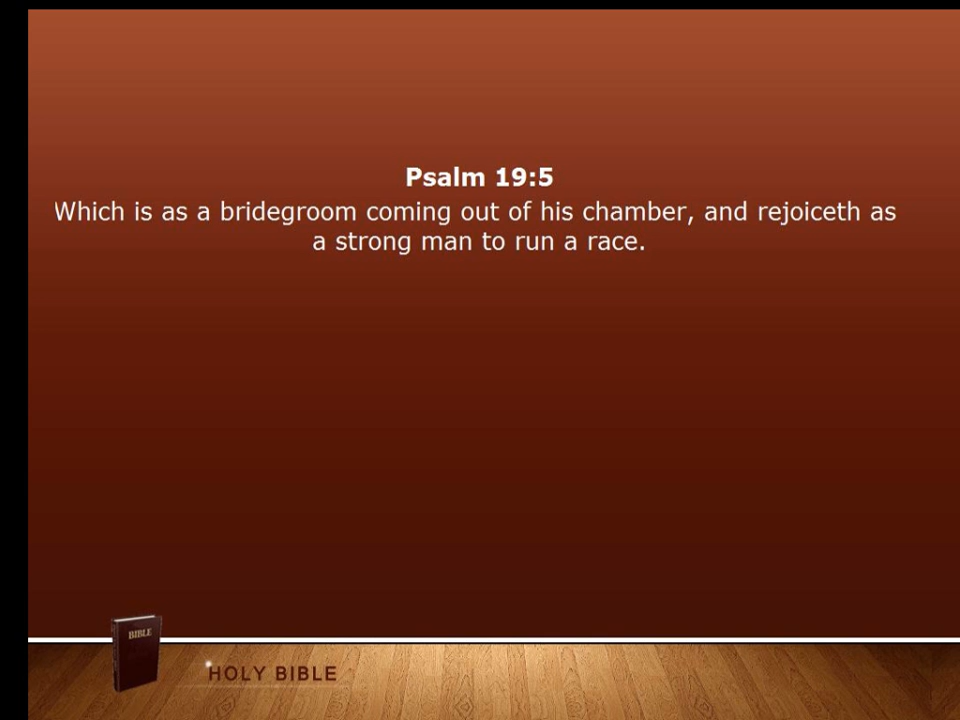 Psalm 19:5
Which is as a bridegroom coming out of his chamber, and rejoiceth as
a strong man to run a race.
BIBLE
HOLY BIBLE